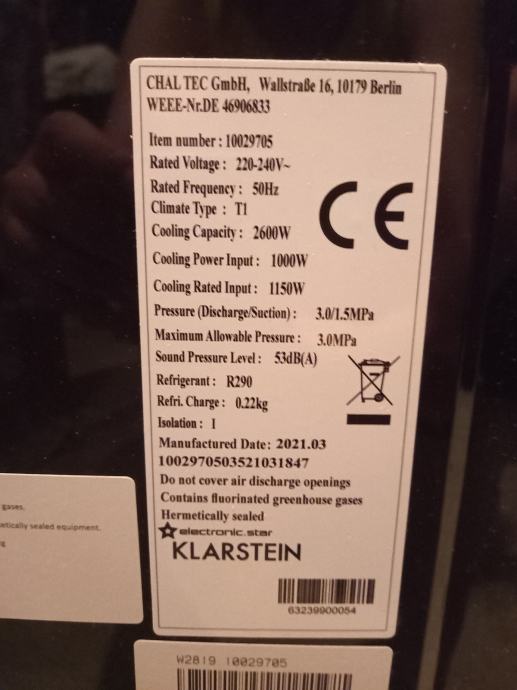 CHAL TEC GmbH, Wallstraße 16, 10179 Berlin
WEEE-Nr.DE 46906833
Item number : 10029705
Rated Voltage : 220-240V~
Rated Frequency : 50Hz
Climate Type : T1
Cooling Capacity : 2600W
CE
Cooling Power Input : 1000W
Cooling Rated Input : 1150W
Pressure (Discharge/Suction) : 3.0/1.5MPa
Maximum Allowable Pressure : 3.0MPa
Sound Pressure Level : 53dB(A)
Refrigerant : R290
Refri. Charge : 0.22kg
Isolation : I
Manufactured Date : 2021.03
1002970503521031847
Do not cover air discharge openings
Contains fluorinated greenhouse gases
Hermetically sealed
electronic.star
KLARSTEIN
63239900054
gases.
equipment.
W2819 10029705